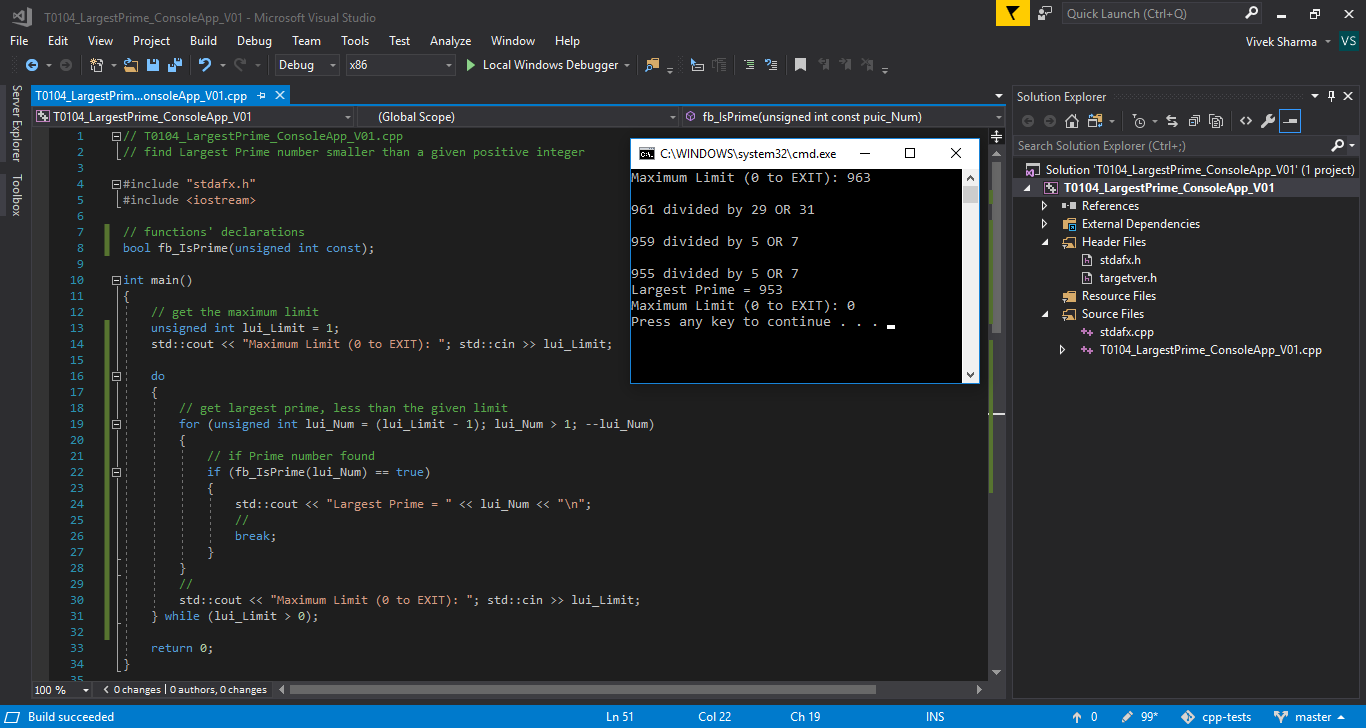 T0104_LargestPrime_ConsoleApp_V01 - Microsoft Visual Studio
Quick Launch (Ctrl+Q)
File Edit View Project Build Debug Team Tools Test Analyze Window Help
Vivek Sharma VS
Debug x86 Local Windows Debugger
Server Explorer
Toolbox
T0104_LargestPrim...onsoleApp_V01.cpp
T0104_LargestPrime_ConsoleApp_V01 (Global Scope) fb_IsPrime(unsigned int const puic_Num)
1 // T0104_LargestPrime_ConsoleApp_V01.cpp
2 // find Largest Prime number smaller than a given positive integer
3
4 #include "stdafx.h"
5 #include <iostream>
6
7 // functions' declarations
8 bool fb_IsPrime(unsigned int const);
9
10 int main()
11 {
12 // get the maximum limit
13 unsigned int lui_Limit = 1;
14 std::cout << "Maximum Limit (0 to EXIT): "; std::cin >> lui_Limit;
15
16 do
17 {
18 // get largest prime, less than the given limit
19 for (unsigned int lui_Num = (lui_Limit - 1); lui_Num > 1; --lui_Num)
20 {
21 // if Prime number found
22 if (fb_IsPrime(lui_Num) == true)
23 {
24 std::cout << "Largest Prime = " << lui_Num << "\n";
25 //
26 break;
27 }
28 }
29 //
30 std::cout << "Maximum Limit (0 to EXIT): "; std::cin >> lui_Limit;
31 } while (lui_Limit > 0);
32
33 return 0;
34 }
35
C:\WINDOWS\system32\cmd.exe
Maximum Limit (0 to EXIT): 963
961 divided by 29 OR 31
959 divided by 5 OR 7
955 divided by 5 OR 7
Largest Prime = 953
Maximum Limit (0 to EXIT): 0
Press any key to continue . . .
Solution Explorer
Search Solution Explorer (Ctrl+;)
Solution 'T0104_LargestPrime_ConsoleApp_V01' (1 project)
T0104_LargestPrime_ConsoleApp_V01
References
External Dependencies
Header Files
stdafx.h
targetver.h
Resource Files
Source Files
stdafx.cpp
T0104_LargestPrime_ConsoleApp_V01.cpp
100 % 0 changes | 0 authors, 0 changes
Build succeeded Ln 51 Col 22 Ch 19 INS 0 99* cpp-tests master